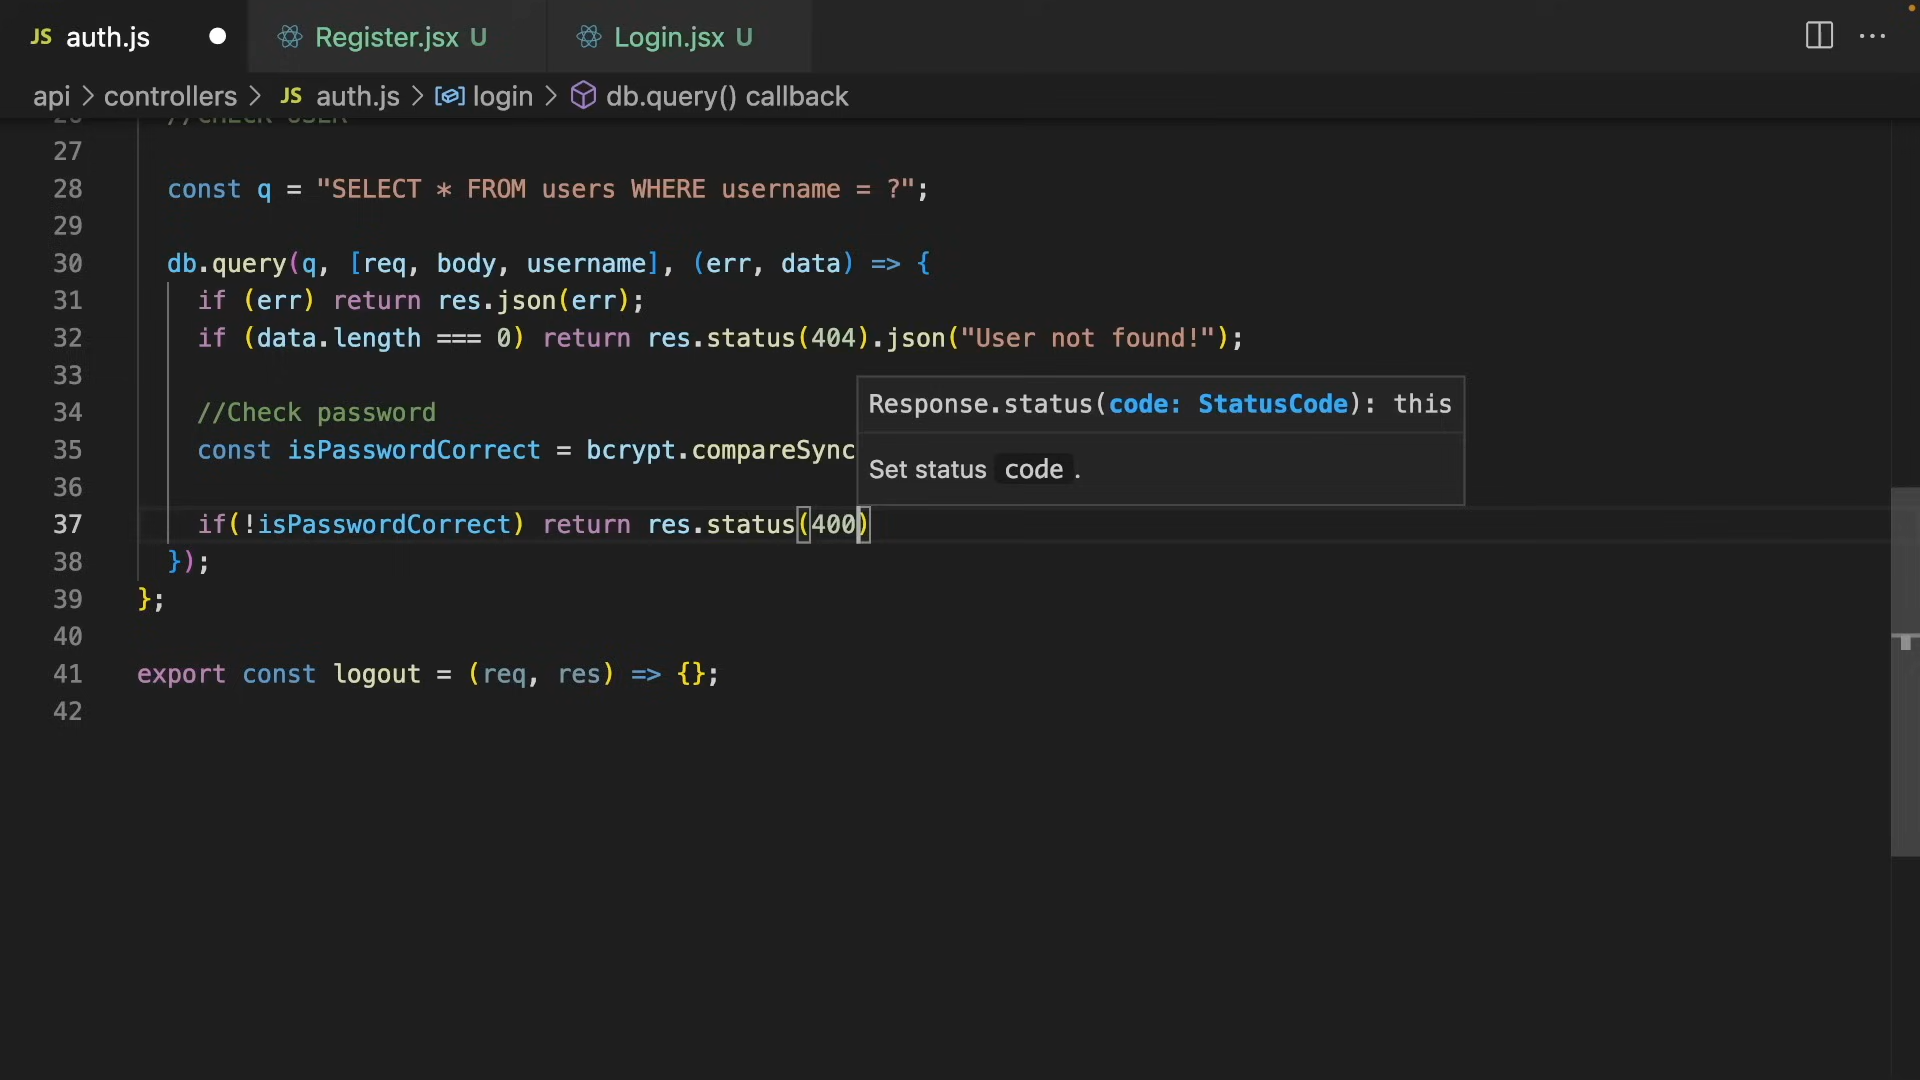 JS auth.js Register.jsx U Login.jsx U
api controllers JS auth.js login db.query() callback
27
28 const q = "SELECT * FROM users WHERE username = ?";
29
30 db.query(q, [req, body, username], (err, data) => {
31 if (err) return res.json(err);
32 if (data.length === 0) return res.status(404).json("User not found!");
33
Response.status(code: StatusCode): this
34 //Check password
35 const isPasswordCorrect = bcrypt.compareSync
Set status code.
36
37 if(!isPasswordCorrect) return res.status(400)
38 });
39 };
40
41 export const logout = (req, res) => {};
42